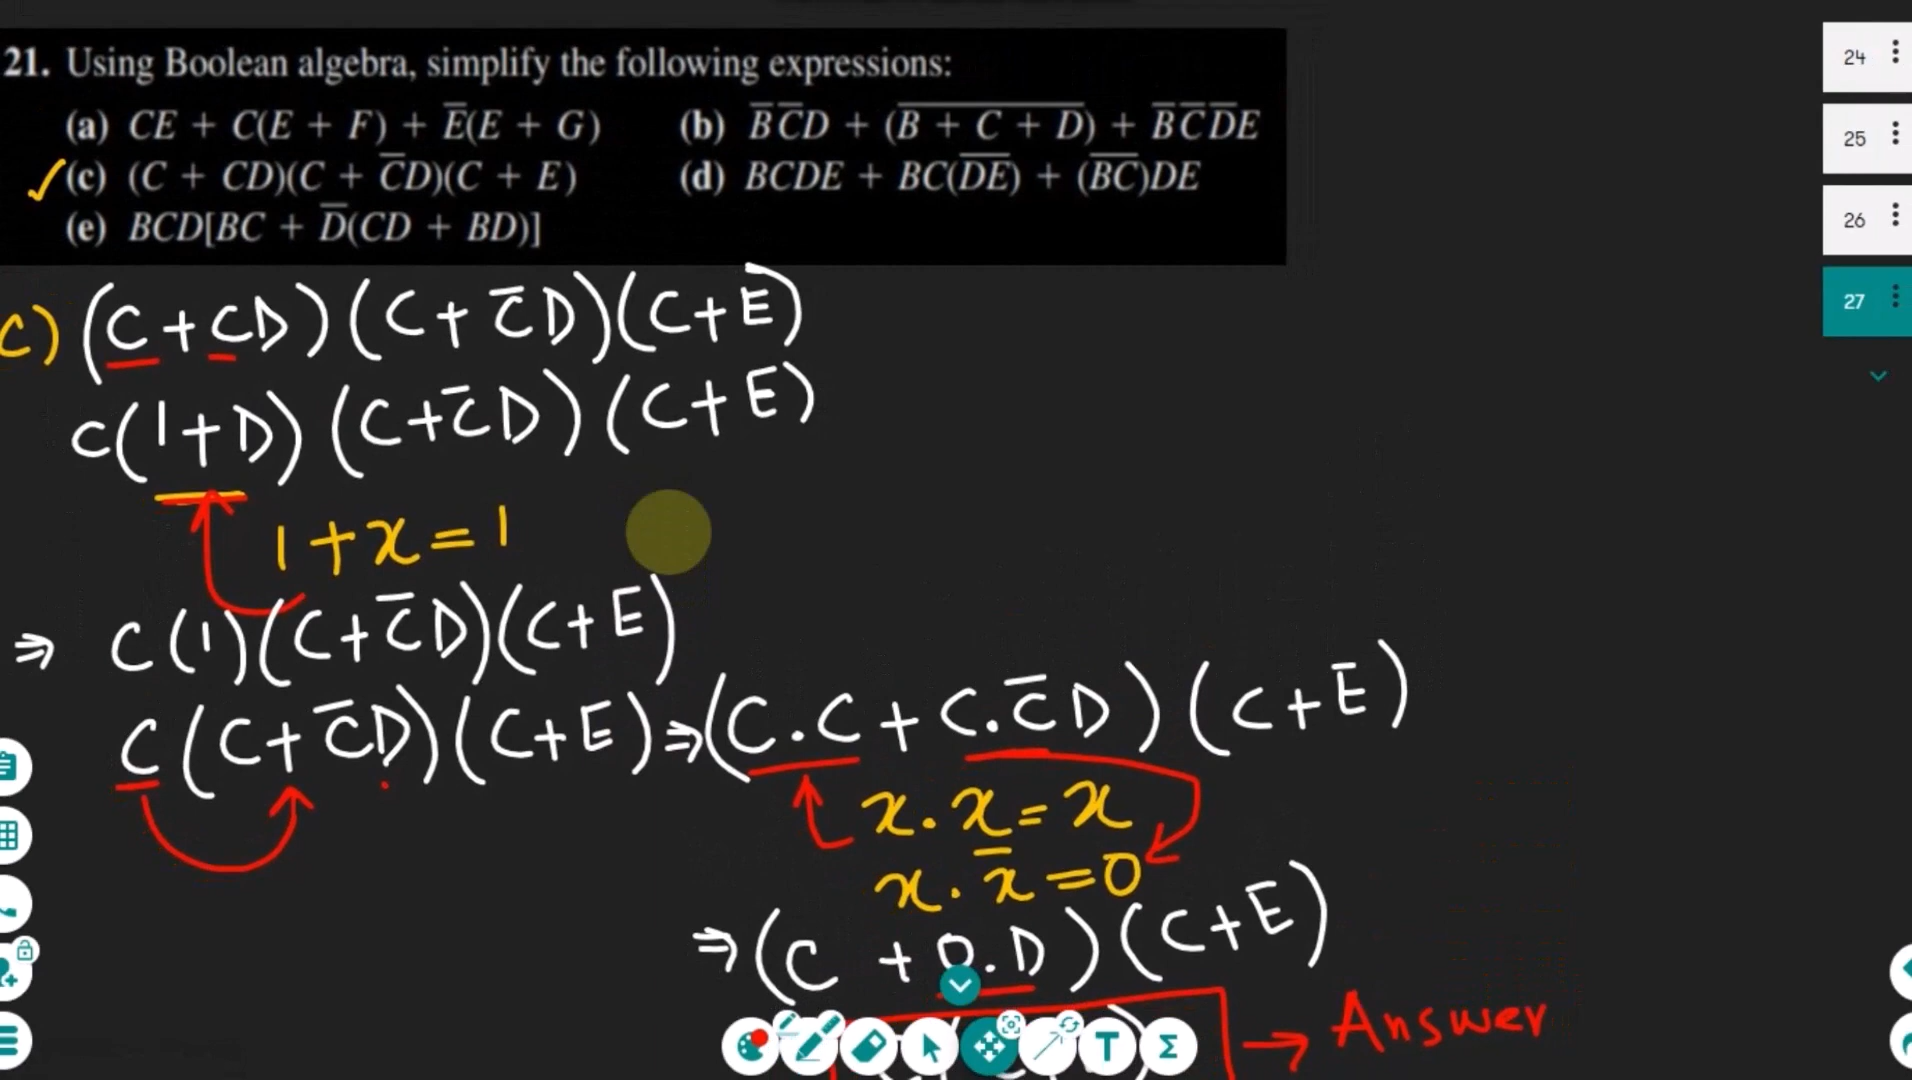 21. Using Boolean algebra, simplify the following expressions:
(a) CE + C(E + F) + E̅(E + G) (b) B̅C̅D + (B̅ ̅+̅ ̅C̅ ̅+̅ ̅D̅) + B̅C̅D̅E
(c) (C + CD)(C + C̅D)(C + E) (d) BCDE + BC(D̅E̅) + (B̅C̅)DE
(e) BCD[BC + D̅(CD + BD)]
C) (C+CD)(C+C̅D)(C+E)
C(1+D)(C+C̅D)(C+E)
1+x=1
⇒ C(1)(C+C̅D)(C+E)
C(C+C̅D)(C+E)⇒(C.C+C.C̅D)(C+E)
x.x=x
x.x̅=0
⇒(C+0.D)(C+E)
→ Answer
24
25
26
27
T
Σ